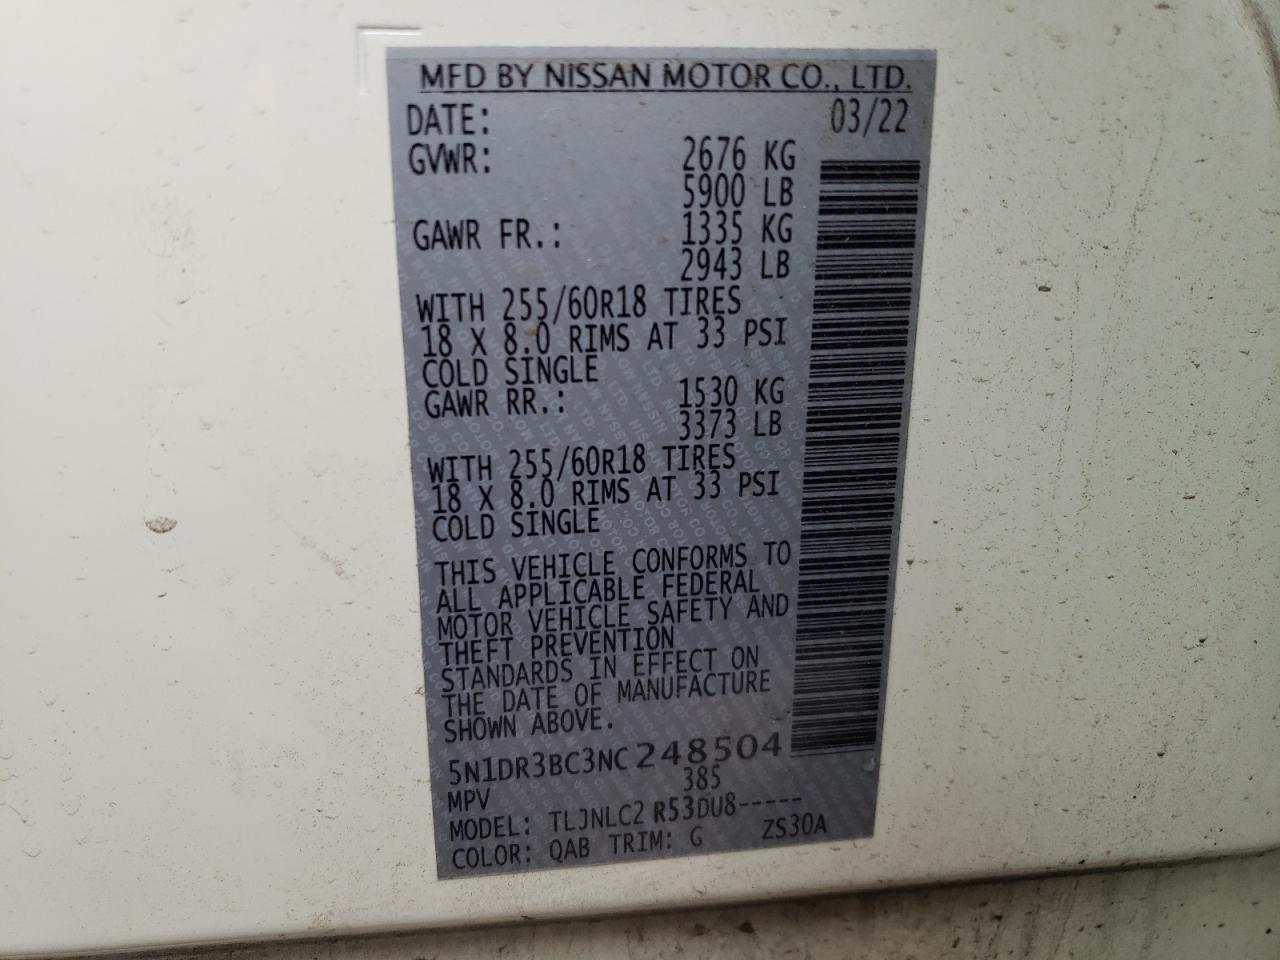 MFD BY NISSAN MOTOR CO., LTD.
DATE: 03/22
GVWR: 2676 KG
5900 LB
GAWR FR.: 1335 KG
2943 LB
WITH 255/60R18 TIRES
18 X 8.0 RIMS AT 33 PSI
COLD SINGLE
GAWR RR.: 1530 KG
3373 LB
WITH 255/60R18 TIRES
18 X 8.0 RIMS AT 33 PSI
COLD SINGLE
THIS VEHICLE CONFORMS TO
ALL APPLICABLE FEDERAL
MOTOR VEHICLE SAFETY AND
THEFT PREVENTION
STANDARDS IN EFFECT ON
THE DATE OF MANUFACTURE
SHOWN ABOVE.
5N1DR3BC3NC248504
MPV 385
MODEL: TLJNLC2 R53DU8-----
COLOR: QAB TRIM: G ZS30A